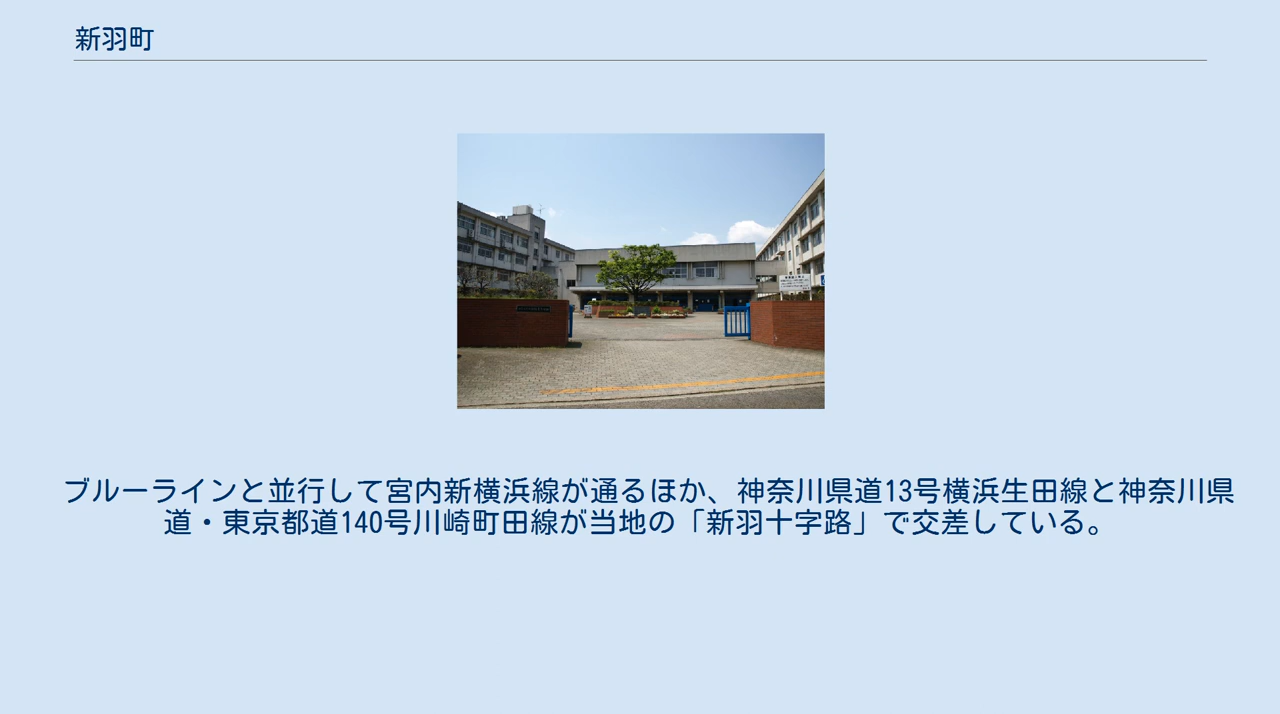 新羽町
ブルーラインと並行して宮内新横浜線が通るほか、神奈川県道13号横浜生田線と神奈川県
道・東京都道140号川崎町田線が当地の「新羽十字路」で交差している。